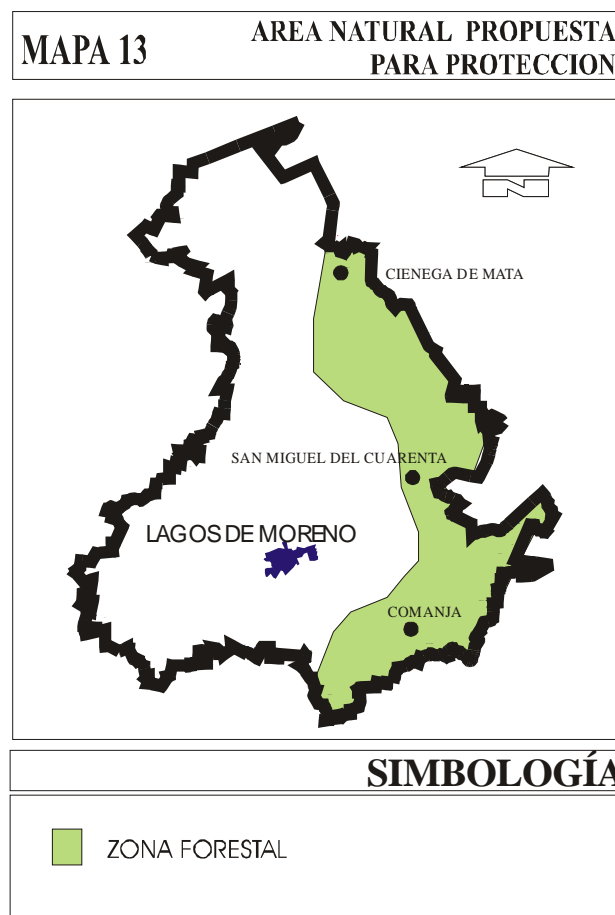 MAPA 13
AREA NATURAL PROPUESTA
PARA PROTECCION
N
CIENEGA DE MATA
SAN MIGUEL DEL CUARENTA
LAGOS DE MORENO
COMANJA
SIMBOLOGÍA
ZONA FORESTAL